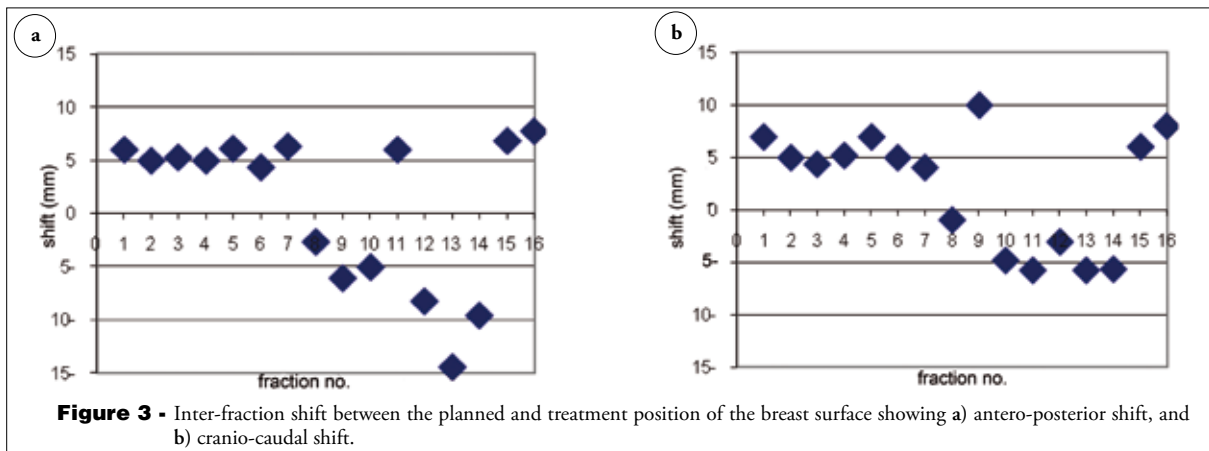 a
15
10
5
0
5-
10-
15-
shift (mm)
0 1 2 3 4 5 6 7 8 9 10 11 12 13 14 15 16
fraction no.
b
15
10
5
0
5-
10-
15-
shift (mm)
0 1 2 3 4 5 6 7 8 9 10 11 12 13 14 15 16
fraction no.
Figure 3 - Inter-fraction shift between the planned and treatment position of the breast surface showing a) antero-posterior shift, and
b) cranio-caudal shift.